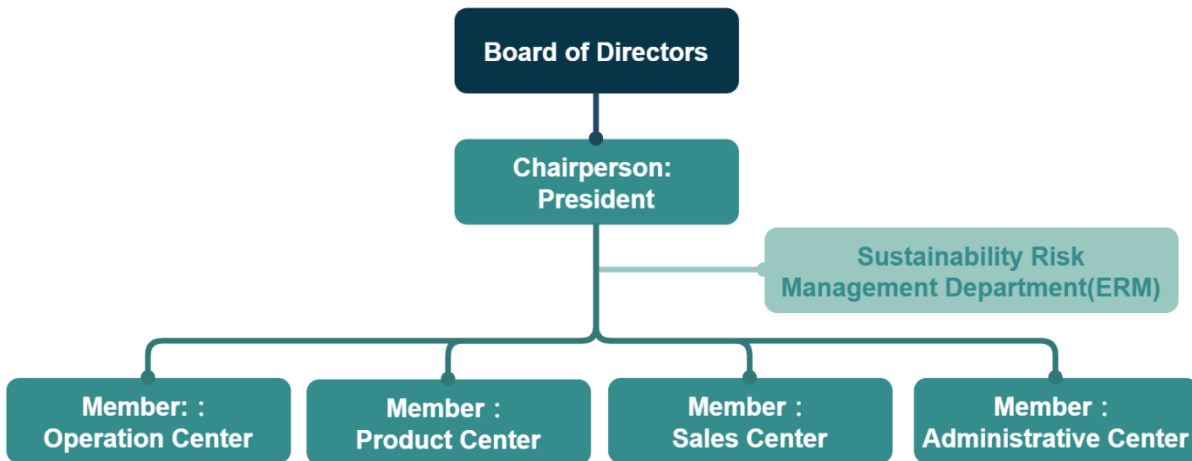 Board of Directors
Chairperson:
President
Sustainability Risk
Management Department(ERM)
Member: :
Operation Center
Member :
Product Center
Member :
Sales Center
Member :
Administrative Center